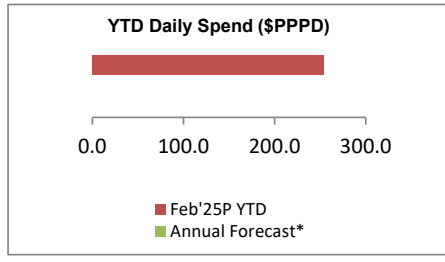 YTD Daily Spend ($PPPD)
0.0 100.0 200.0 300.0
Feb'25P YTD
Annual Forecast*